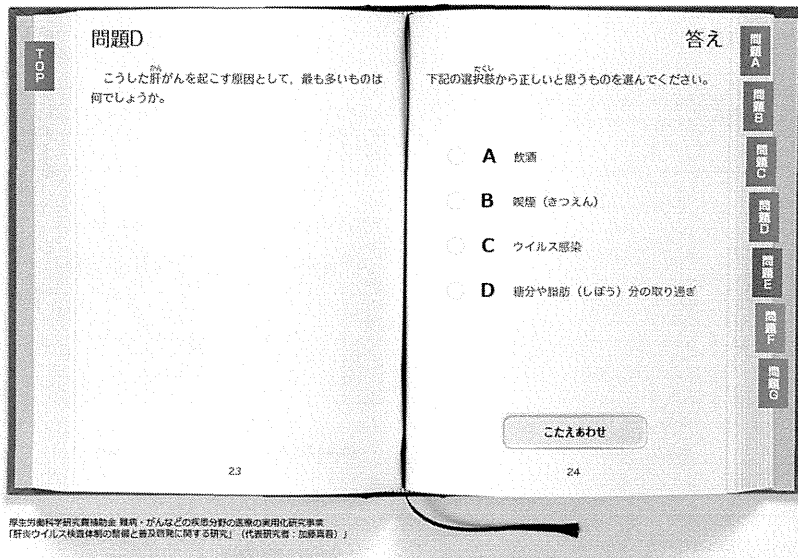 TOP
問題D
こうした肝がんを起こす原因として、最も多いものは
かん
何でしょうか。
23
答え
下記の選択肢から正しいと思うものを選んでください。
たくし
A 飲酒
B 喫煙（きつえん）
C ウイルス感染
D 糖分や脂肪（しぼう）分の取り過ぎ
こたえあわせ
24
問題A
問題B
問題C
問題D
問題E
問題F
問題G
厚生労働科学研究費補助金 難病・がんなどの疾患分野の医療の実用化研究事業
「肝炎ウイルス検査体制の整備と普及啓発に関する研究」（代表研究者：加藤真吾）」